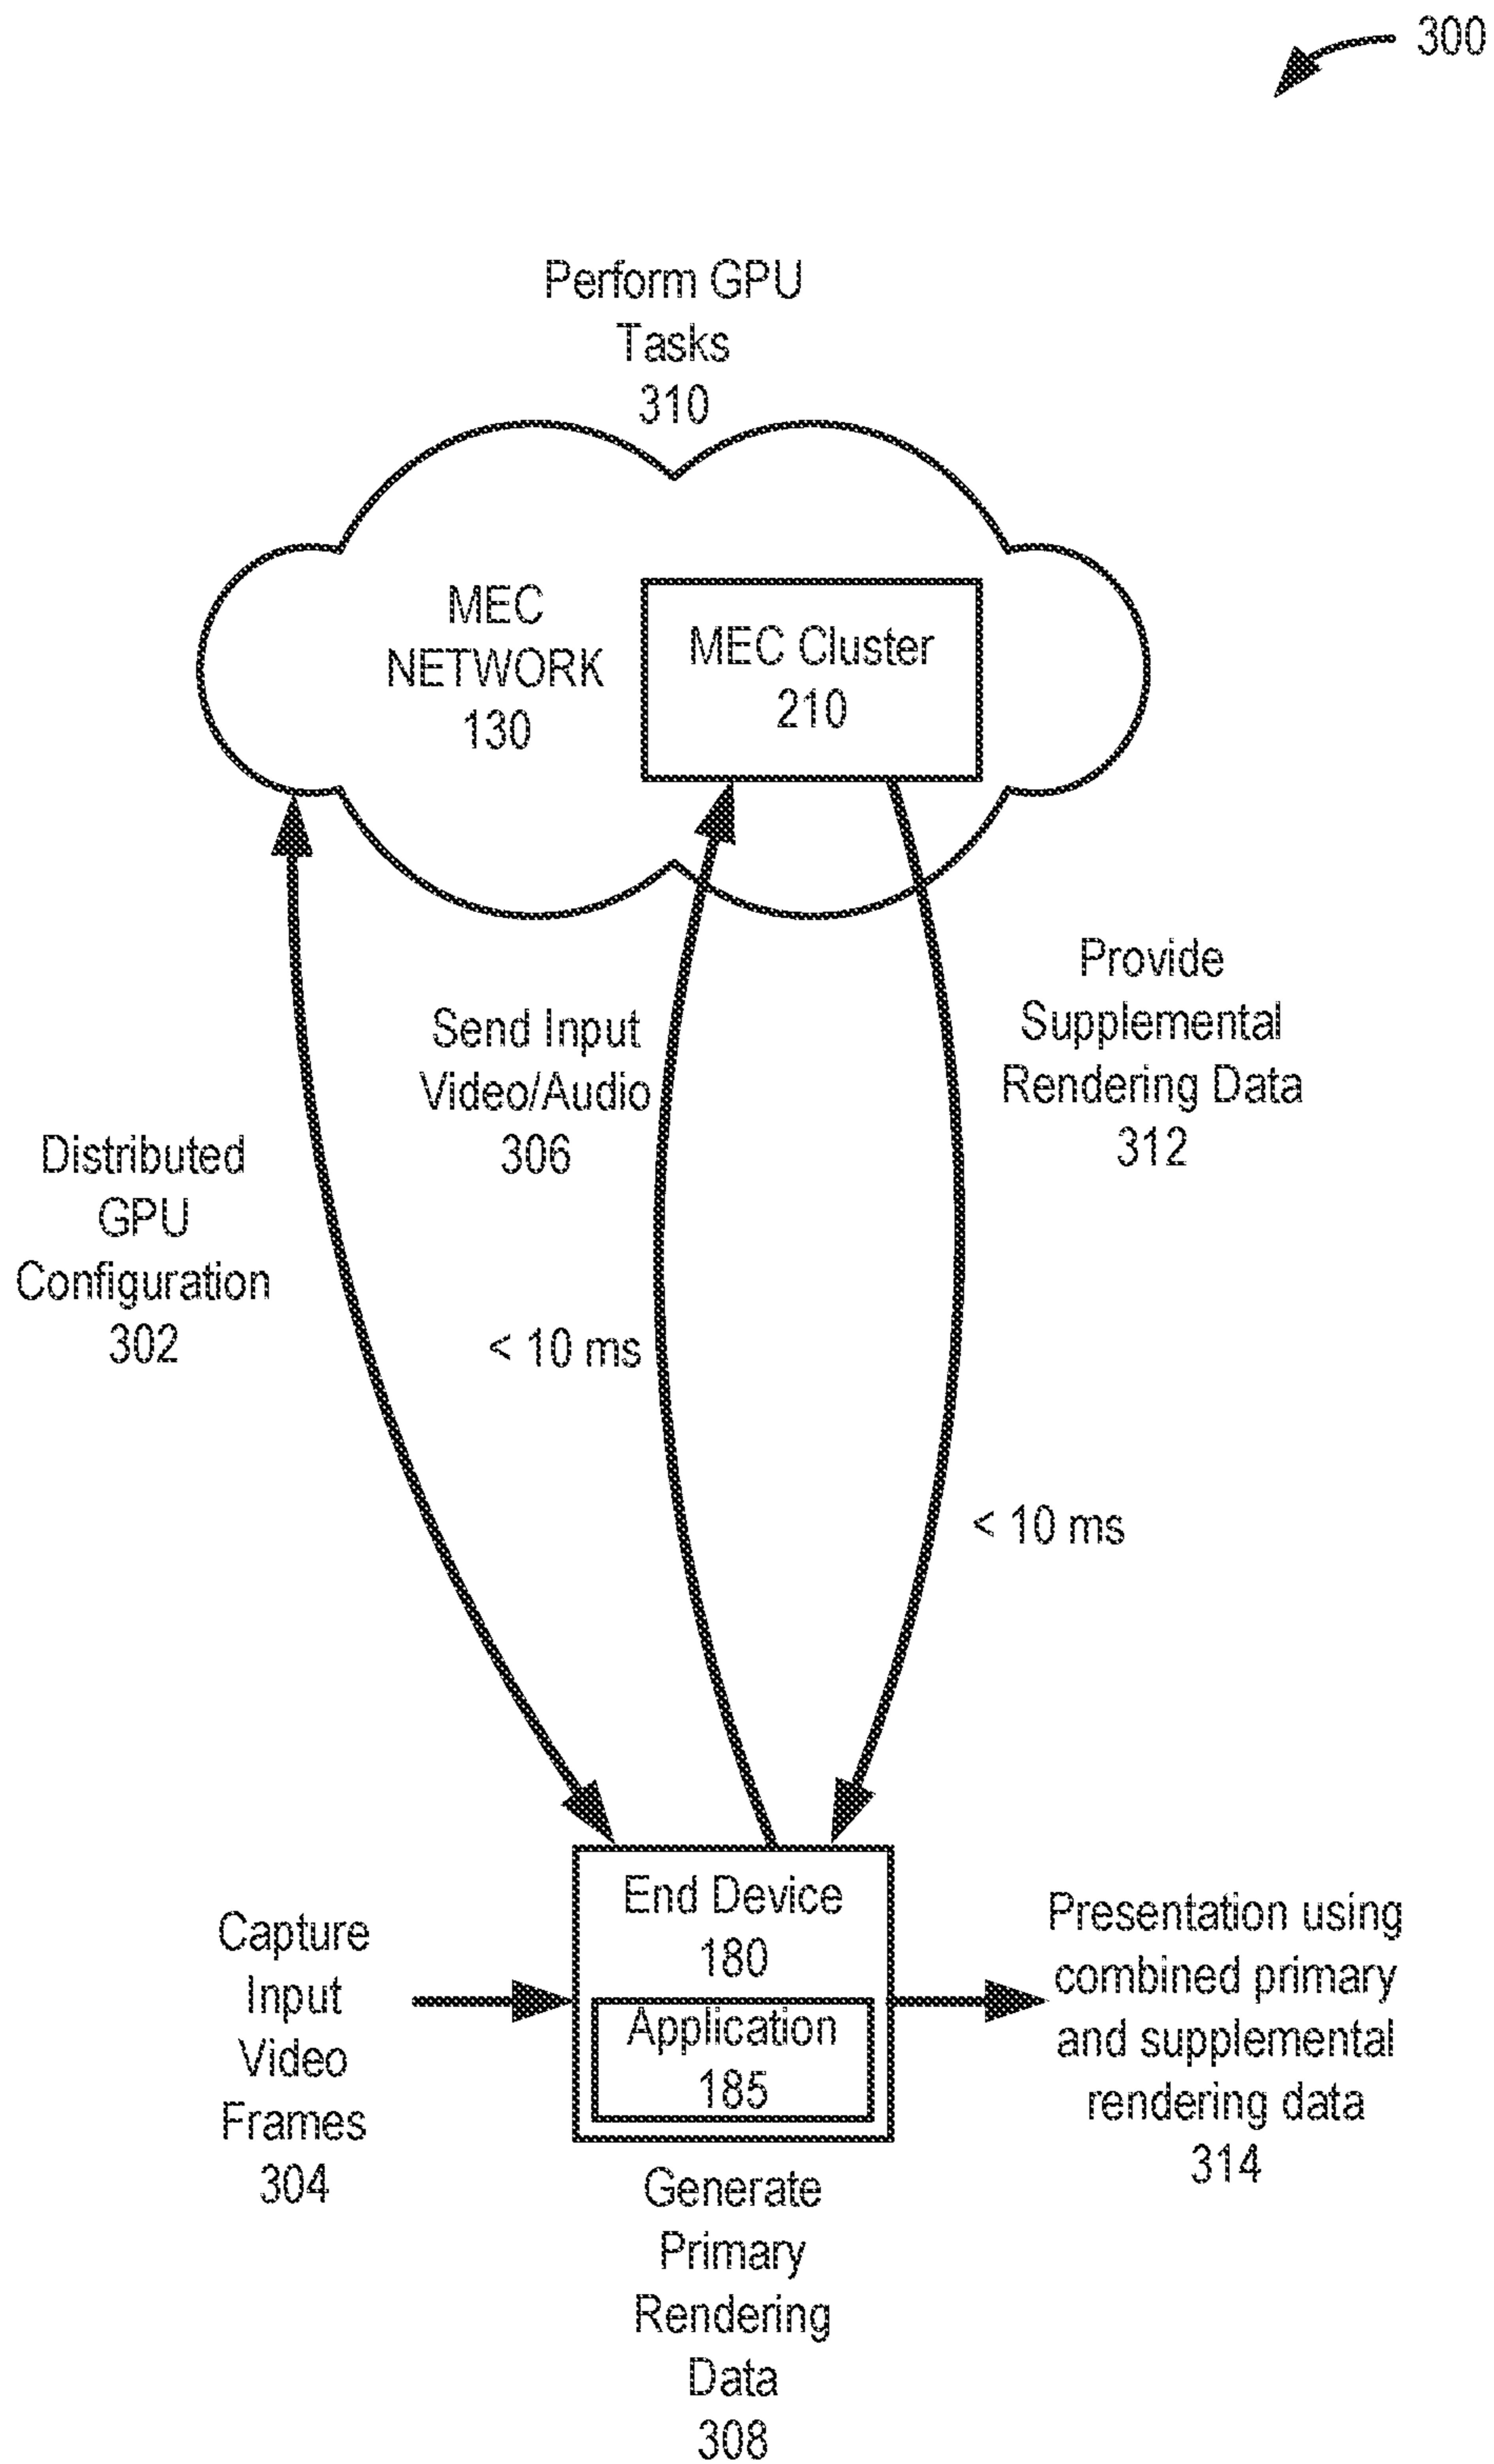 300
Perform GPU
Tasks
310
MEC
NETWORK
130
MEC Cluster
210
Provide
Supplemental
Rendering Data
312
Send Input
Video/Audio
306
Distributed
GPU
Configuration
302
< 10 ms
< 10 ms
End Device
180
Application
185
Capture
Input
Video
Frames
304
Presentation using
combined primary
and supplemental
rendering data
314
Generate
Primary
Rendering
Data
308